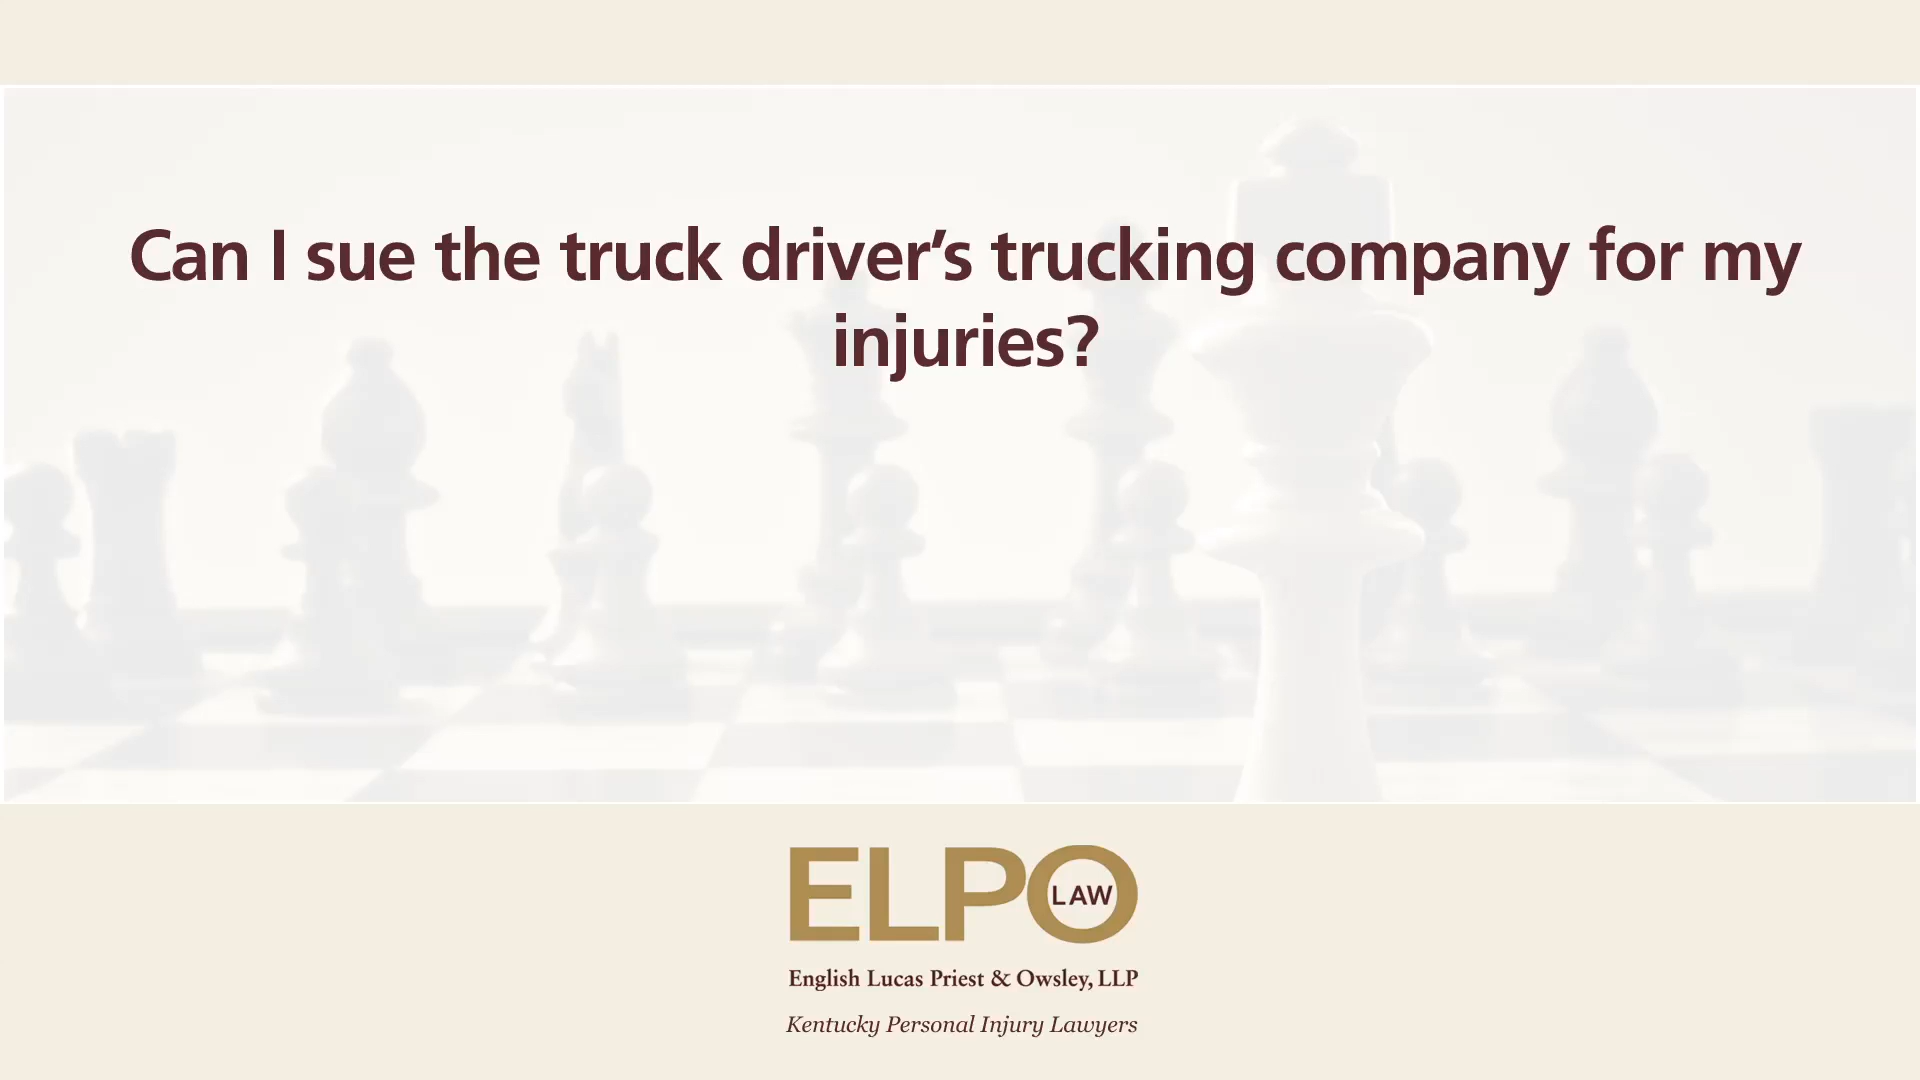 Can I sue the truck driver’s trucking company for my
injuries?
ELPO
LAW
English Lucas Priest & Owsley, LLP
Kentucky Personal Injury Lawyers